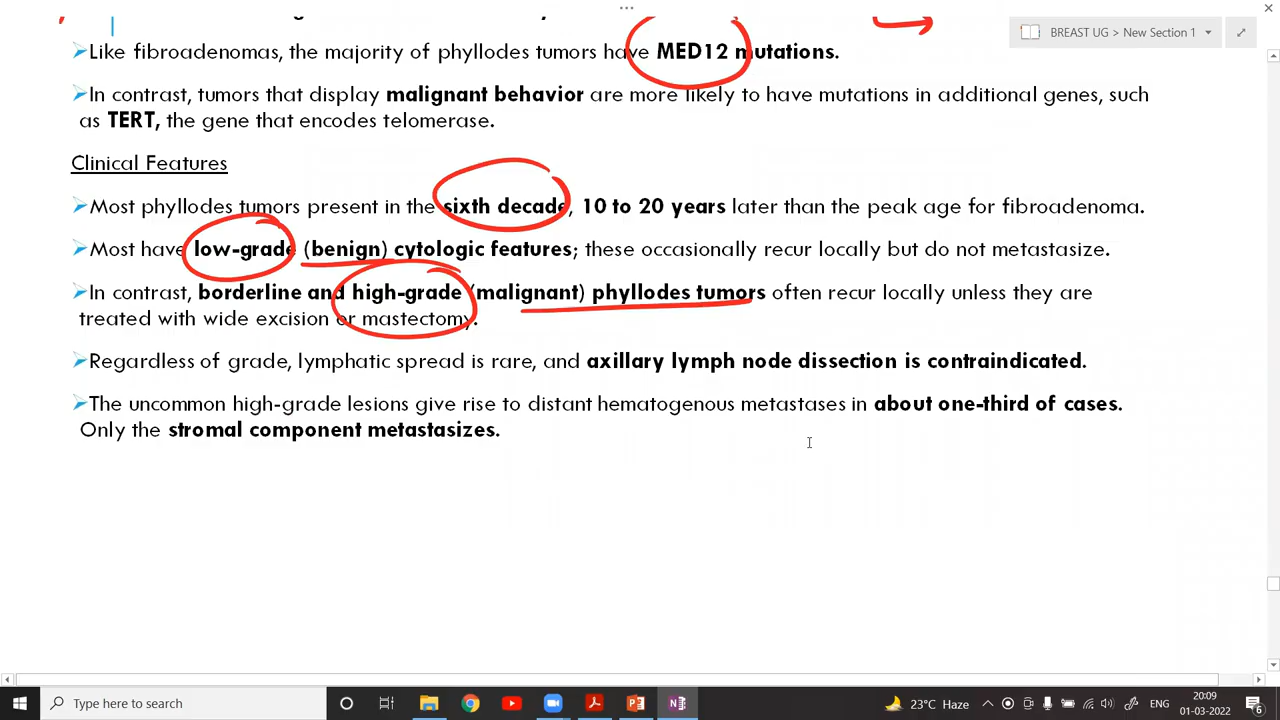 BREAST UG > New Section 1
➤Like fibroadenomas, the majority of phyllodes tumors have MED12 mutations.
➤In contrast, tumors that display malignant behavior are more likely to have mutations in additional genes, such
as TERT, the gene that encodes telomerase.
Clinical Features
➤Most phyllodes tumors present in the sixth decade, 10 to 20 years later than the peak age for fibroadenoma.
➤Most have low-grade (benign) cytologic features; these occasionally recur locally but do not metastasize.
➤In contrast, borderline and high-grade (malignant) phyllodes tumors often recur locally unless they are
treated with wide excision or mastectomy.
➤Regardless of grade, lymphatic spread is rare, and axillary lymph node dissection is contraindicated.
➤The uncommon high-grade lesions give rise to distant hematogenous metastases in about one-third of cases.
Only the stromal component metastasizes.
Type here to search
23°C Haze
ENG
20:09
01-03-2022
6